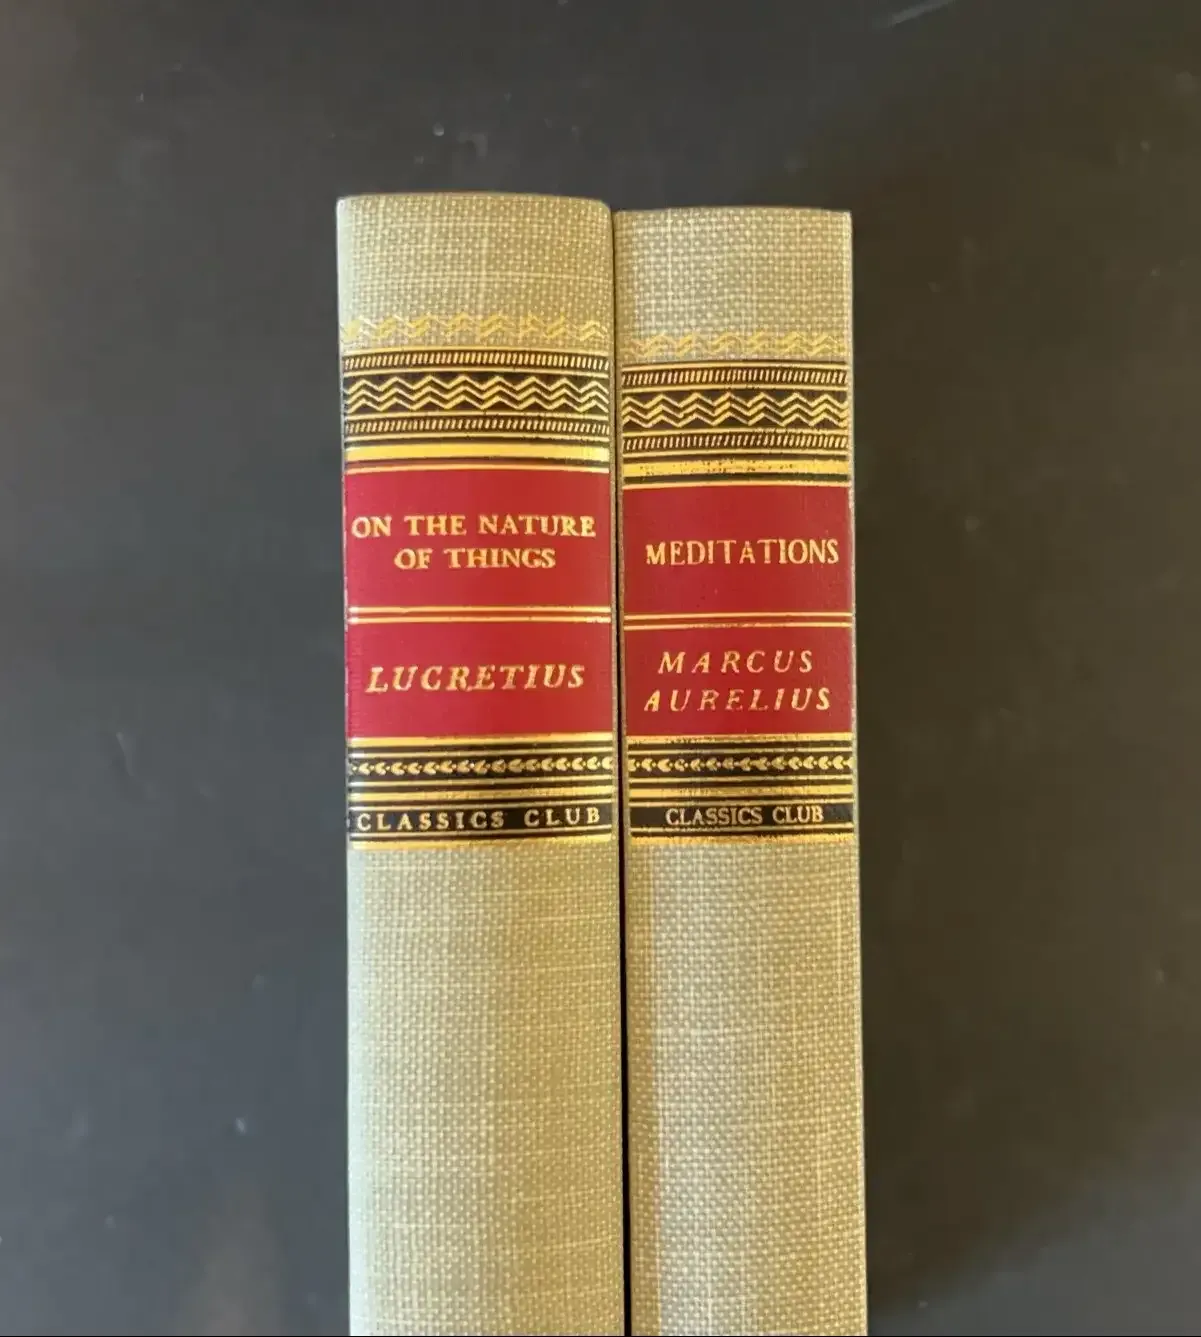 ON THE NATURE
OF THINGS
LUCRETIUS
CLASSICS CLUB
MEDITATIONS
MARCUS
AURELIUS
CLASSICS CLUB